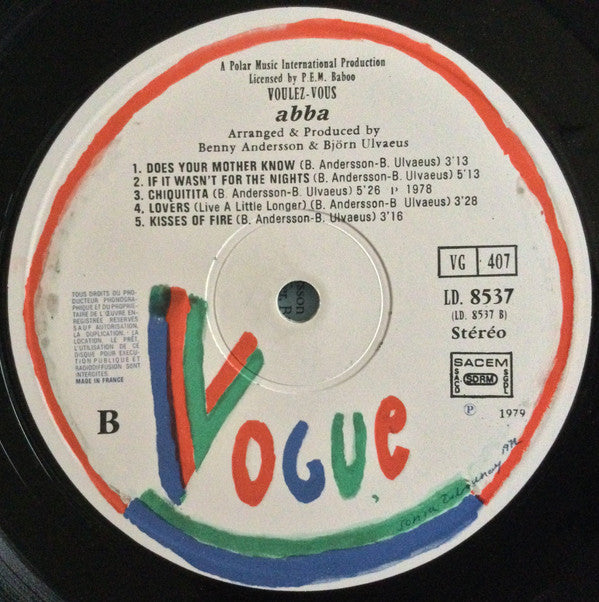 A Polar Music International Production
Licensed by P.E.M. Baboo
VOULEZ-VOUS
abba
Arranged & Produced by
Benny Andersson & Björn Ulvaeus
1. DOES YOUR MOTHER KNOW (B. Andersson-B. Ulvaeus) 3'13
2. IF IT WASN'T FOR THE NIGHTS (B. Andersson-B. Ulvaeus) 5'13
3. CHIQUITITA (B. Andersson-B. Ulvaeus) 5'26 P 1978
4. LOVERS (Live A Little Longer) (B. Andersson-B. Ulvaeus) 3'28
5. KISSES OF FIRE (B. Andersson-B. Ulvaeus) 3'16
VG 407
LD. 8537
(LD. 8537 B)
Stéréo
SACEM
SACD SDRM SGDL
℗ 1979
TOUS DROITS DU PRO-
DUCTEUR PHONOGRA-
PHIQUE ET DU PROPRIE-
TAIRE DE L'ŒUVRE EN-
REGISTREE RESERVES
SAUF AUTORISATION,
LA DUPLICATION, LA
LOCATION, LE PRÊT,
L'UTILISATION DE CE
DISQUE POUR EXECU-
TION PUBLIQUE ET
RADIODIFFUSION SONT
INTERDITES.
MADE IN FRANCE
B
VOGUE
Sonia Delaunay